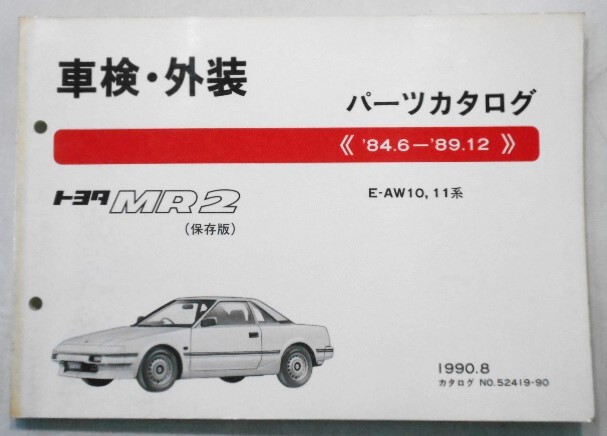 車検・外装
パーツカタログ
《 '84.6－'89.12 》
トヨタ MR2
E-AW10, 11系
(保存版)
1990.8
カタログ NO.52419-90